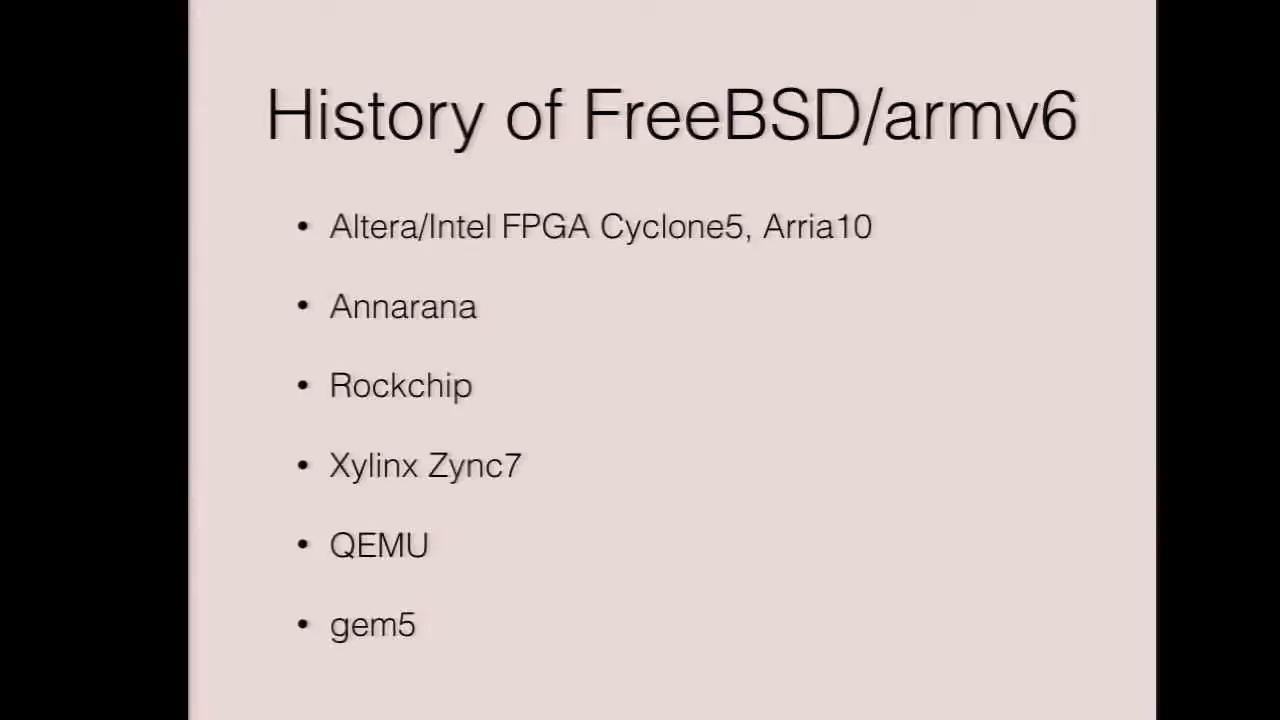 History of FreeBSD/armv6
• Altera/Intel FPGA Cyclone5, Arria10
• Annarana
• Rockchip
• Xylinx Zync7
• QEMU
• gem5